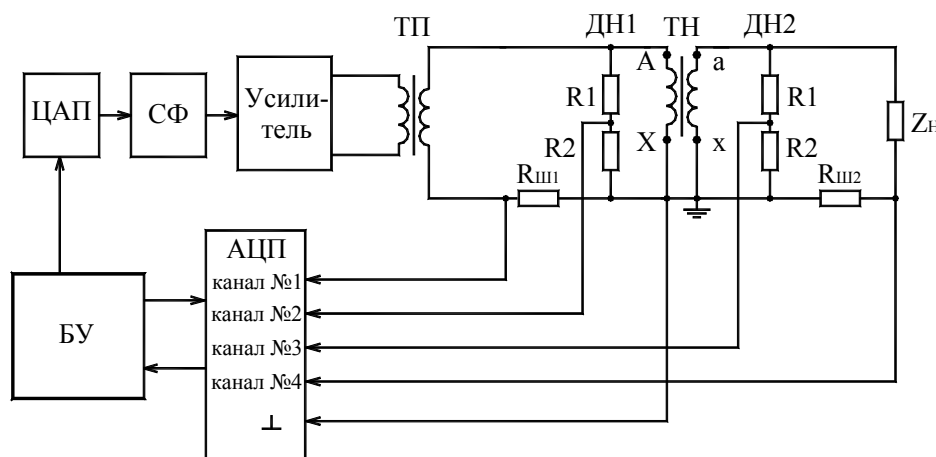 ТП
ДН1
ТН
ДН2
А
а
ЦАП
СФ
Усили-
тель
R1
R1
Zн
R2
Х
х
R2
RШ1
RШ2
АЦП
канал №1
канал №2
БУ
канал №3
канал №4
⊥